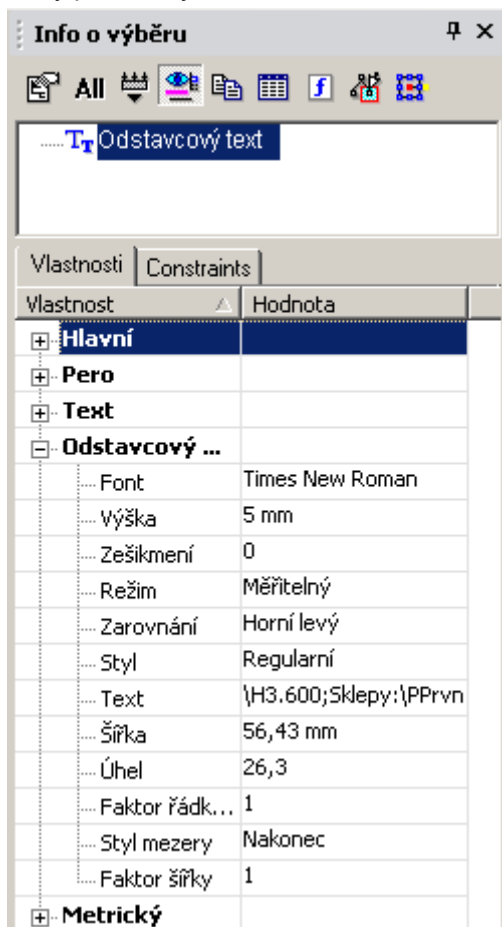 Info o výběru
All
Odstavcový text
Vlastnosti Constraints
Vlastnost Hodnota
Hlavní
Pero
Text
Odstavcový ...
Font Times New Roman
Výška 5 mm
Zešikmení 0
Režim Měřitelný
Zarovnání Horní levý
Styl Regularní
Text \H3.600;Sklepy:\PPrvn
Šířka 56,43 mm
Úhel 26,3
Faktor řádk... 1
Styl mezery Nakonec
Faktor šířky 1
Metrický